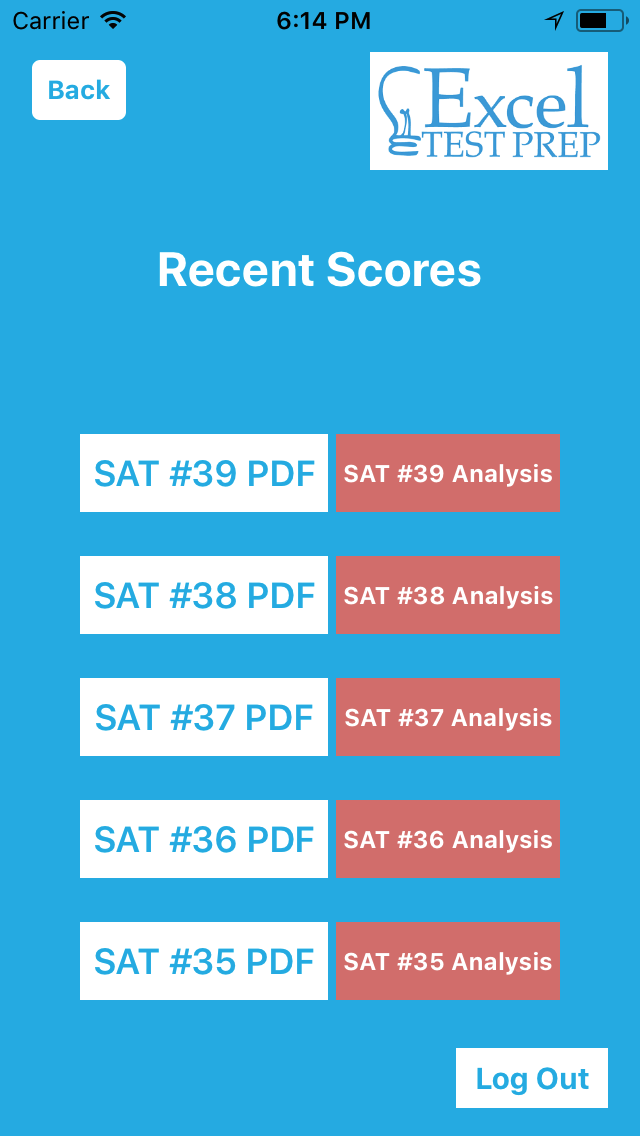 Carrier 6:14 PM
Back
Excel
TEST PREP
Recent Scores
SAT #39 PDF SAT #39 Analysis
SAT #38 PDF SAT #38 Analysis
SAT #37 PDF SAT #37 Analysis
SAT #36 PDF SAT #36 Analysis
SAT #35 PDF SAT #35 Analysis
Log Out